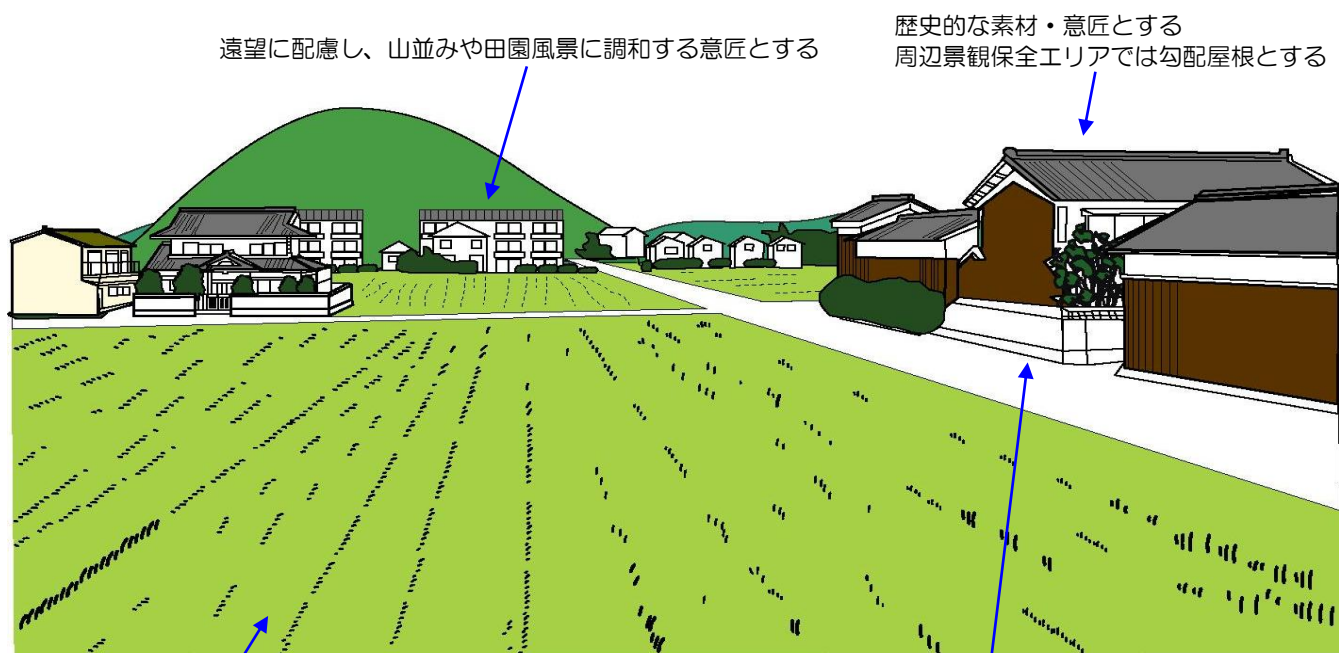 遠望に配慮し、山並みや田園風景に調和する意匠とする
歴史的な素材・意匠とする
周辺景観保全エリアでは勾配屋根とする